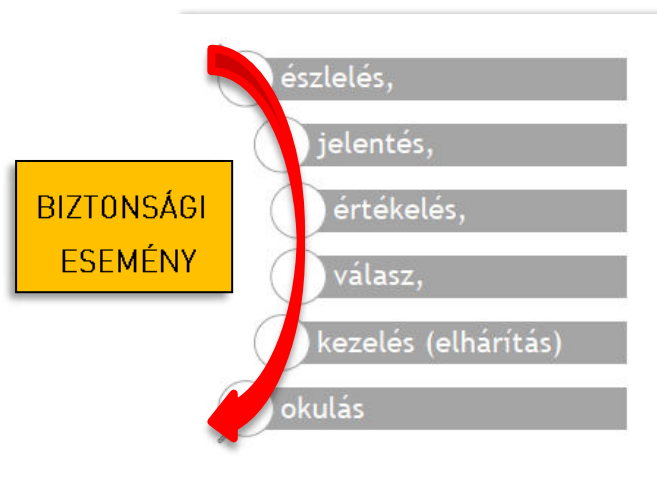 BIZTONSÁGI
ESEMÉNY
észlelés,
jelentés,
értékelés,
válasz,
kezelés (elhárítás)
okulás